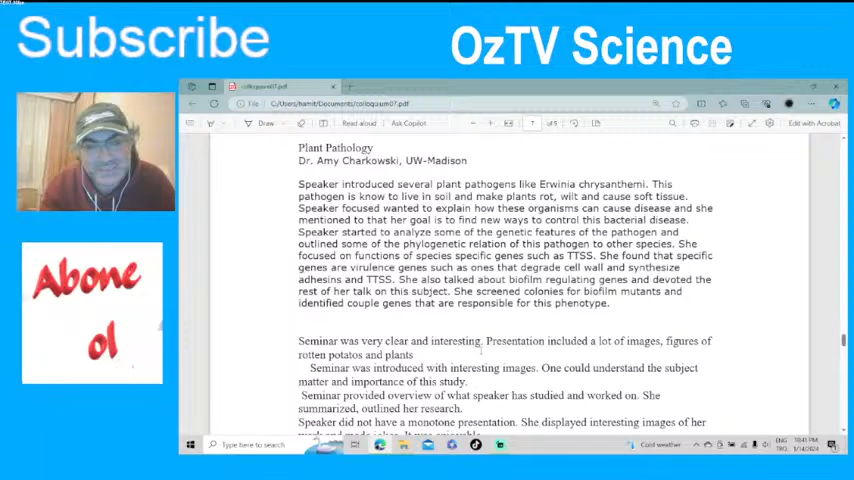 Subscribe
OzTV Science
colloquium07.pdf
File
C:/Users/hamit/Documents/colloquium07.pdf
Draw
Read aloud
Ask Copilot
7
of 5
Edit with Acrobat
Plant Pathology
Dr. Amy Charkowski, UW-Madison
Speaker introduced several plant pathogens like Erwinia chrysanthemi. This
pathogen is know to live in soil and make plants rot, wilt and cause soft tissue.
Speaker focused wanted to explain how these organisms can cause disease and she
mentioned to that her goal is to find new ways to control this bacterial disease.
Speaker started to analyze some of the genetic features of the pathogen and
outlined some of the phylogenetic relation of this pathogen to other species. She
focused on functions of species specific genes such as TTSS. She found that specific
genes are virulence genes such as ones that degrade cell wall and synthesize
adhesins and TTSS. She also talked about biofilm regulating genes and devoted the
rest of her talk on this subject. She screened colonies for biofilm mutants and
identified couple genes that are responsible for this phenotype.
Seminar was very clear and interesting. Presentation included a lot of images, figures of
rotten potatos and plants
Seminar was introduced with interesting images. One could understand the subject
matter and importance of this study.
Seminar provided overview of what speaker has studied and worked on. She
summarized, outlined her research.
Speaker did not have a monotone presentation. She displayed interesting images of her
Abone
ol
Type here to search
Cold weather
ENG
TRQ
10:41 PM
1/14/2024